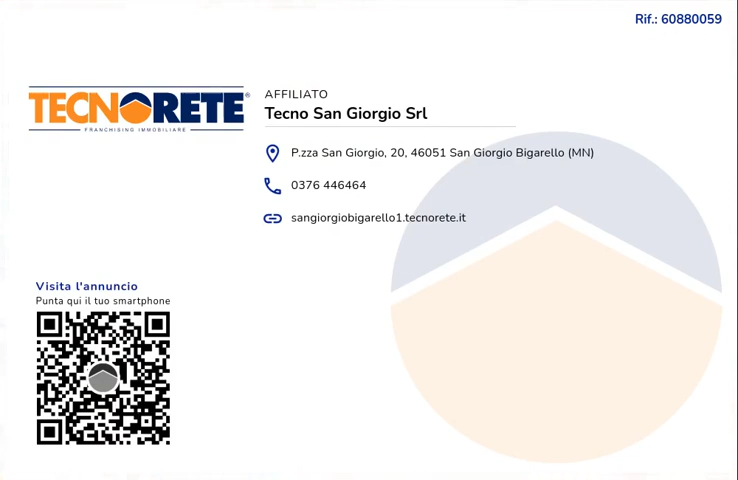 Rif.: 60880059
TECNORETE®
FRANCHISING IMMOBILIARE
AFFILIATO
Tecno San Giorgio Srl
P.zza San Giorgio, 20, 46051 San Giorgio Bigarello (MN)
0376 446464
sangiorgiobigarello1.tecnorete.it
Visita l'annuncio
Punta qui il tuo smartphone